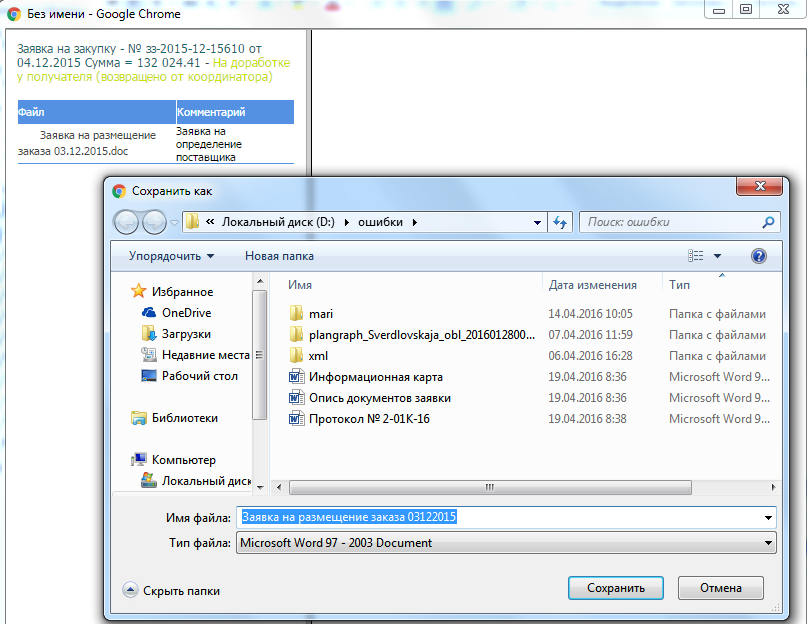 Без имени - Google Chrome
Заявка на закупку - № зз-2015-12-15610 от
04.12.2015 Сумма = 132 024.41 - На доработке
у получателя (возвращено от координатора)
Файл Комментарий
Заявка на размещение
заказа 03.12.2015.doc
Заявка на
определение
поставщика
Сохранить как
« Локальный диск (D:) ошибки
Поиск: ошибки
Упорядочить Новая папка
Избранное
OneDrive
Загрузки
Недавние места
Рабочий стол
Библиотеки
Компьютер
Локальный диск
Имя Дата изменения Тип
mari 14.04.2016 10:05 Папка с файлами
plangraph_Sverdlovskaja_obl_2016012800... 07.04.2016 11:59 Папка с файлами
xml 06.04.2016 16:28 Папка с файлами
Информационная карта 19.04.2016 8:36 Microsoft Word 9...
Опись документов заявки 19.04.2016 8:36 Microsoft Word 9...
Протокол № 2-01К-16 19.04.2016 8:38 Microsoft Word 9...
Имя файла: Заявка на размещение заказа 03122015
Тип файла: Microsoft Word 97 - 2003 Document
Скрыть папки Сохранить Отмена